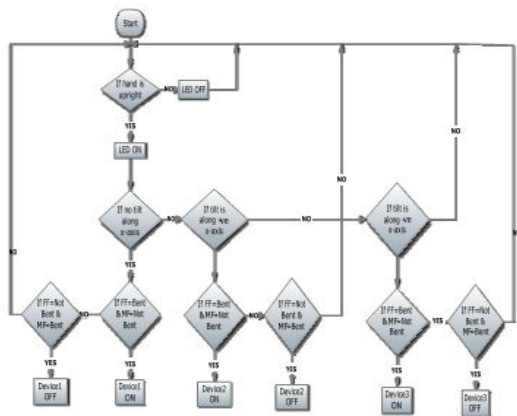 Start
If hand is
upright
NO
LED OFF
YES
LED ON
If no tilt
along
x-axis
NO
If tilt is
along +ve
x-axis
NO
If tilt is
along -ve
x-axis
NO
NO
NO
NO
YES
If FF=Not
Bent &
MF=Bent
NO
If FF=Bent
& MF=Not
Bent
If FF=Bent
& MF=Not
Bent
NO
If FF=Not
Bent &
MF=Bent
If FF=Bent
& MF=Not
Bent
YES
If FF=Not
Bent &
MF=Bent
YES
YES
YES
YES
YES
YES
Device1
OFF
Device1
ON
Device2
ON
Device2
OFF
Device3
ON
Device3
OFF